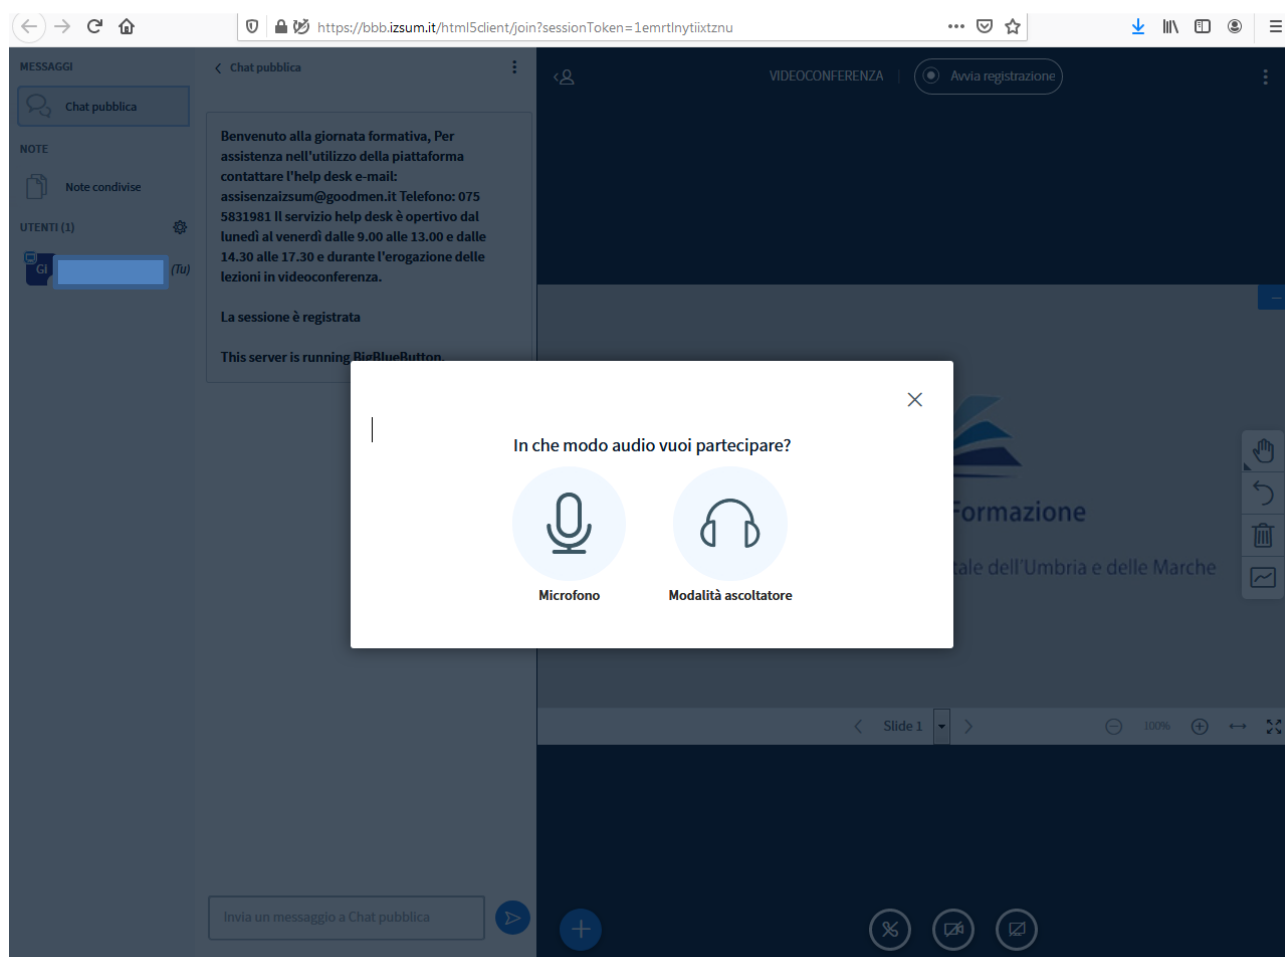 https://bbb.izsum.it/html5client/join?sessionToken=1emrtlnytiixtznu
MESSAGGI
Chat pubblica
NOTE
Note condivise
UTENTI (1)
GI
(Tu)
Chat pubblica
Benvenuto alla giornata formativa, Per
assistenza nell'utilizzo della piattaforma
contattare l'help desk e-mail:
assisenzaizsum@goodmen.it Telefono: 075
5831981 Il servizio help desk è opertivo dal
lunedì al venerdì dalle 9.00 alle 13.00 e dalle
14.30 alle 17.30 e durante l'erogazione delle
lezioni in videoconferenza.
La sessione è registrata
This server is running BigBlueButton.
Invia un messaggio a Chat pubblica
VIDEOCONFERENZA
Avvia registrazione
In che modo audio vuoi partecipare?
Microfono
Modalità ascoltatore
Formazione
dell'Umbria e delle Marche
Slide 1
100%